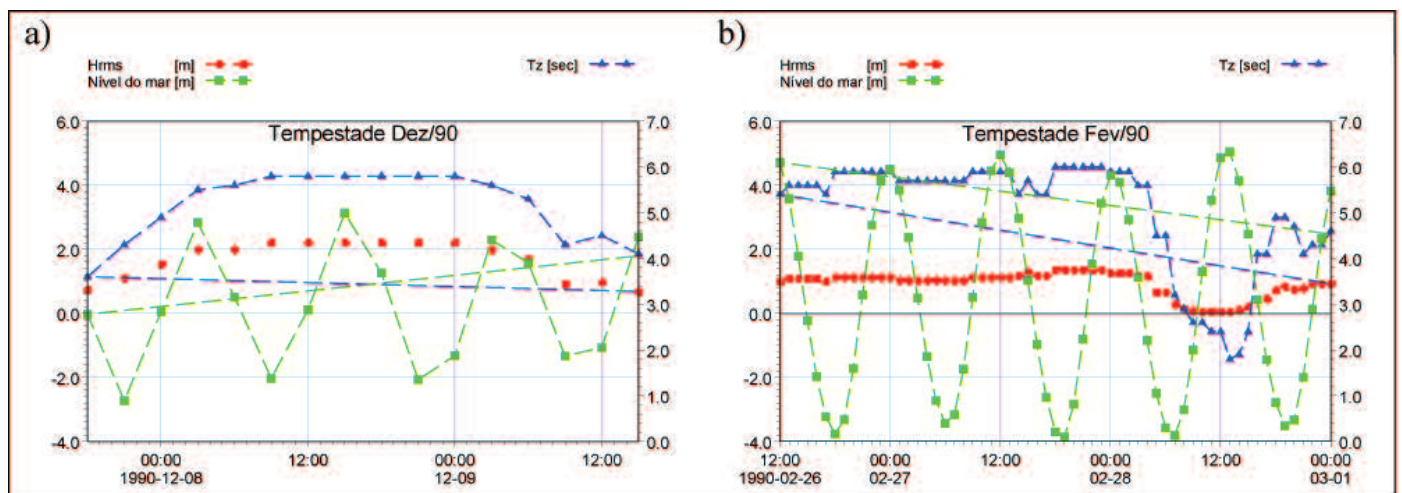 a)
Hrms [m]
Nível do mar [m]
Tz [sec]
Tempestade Dez/90
6.0
4.0
2.0
0.0
-2.0
-4.0
7.0
6.0
5.0
4.0
3.0
2.0
1.0
0.0
00:00 12:00 00:00 12:00
1990-12-08 12-09
b)
Hrms [m]
Nível do mar [m]
Tz [sec]
Tempestade Fev/90
6.0
4.0
2.0
0.0
-2.0
-4.0
7.0
6.0
5.0
4.0
3.0
2.0
1.0
0.0
12:00 00:00 12:00 00:00 12:00 00:00
1990-02-26 02-27 02-28 03-01